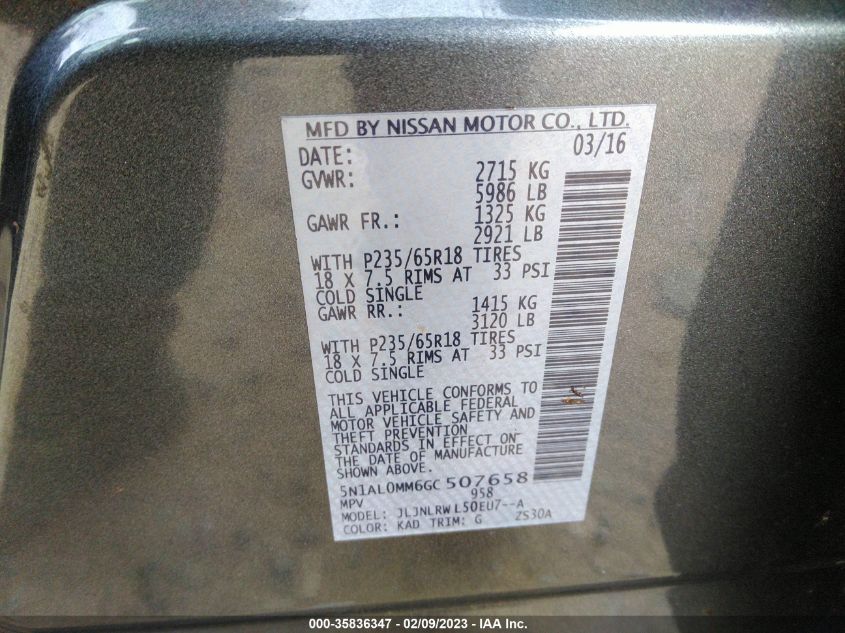 MFD BY NISSAN MOTOR CO., LTD.
DATE: 03/16
GVWR: 2715 KG
5986 LB
GAWR FR.: 1325 KG
2921 LB
WITH P235/65R18 TIRES
18 X 7.5 RIMS AT 33 PSI
COLD SINGLE
GAWR RR.: 1415 KG
3120 LB
WITH P235/65R18 TIRES
18 X 7.5 RIMS AT 33 PSI
COLD SINGLE
THIS VEHICLE CONFORMS TO
ALL APPLICABLE FEDERAL
MOTOR VEHICLE SAFETY AND
THEFT PREVENTION
STANDARDS IN EFFECT ON
THE DATE OF MANUFACTURE
SHOWN ABOVE.
5N1AL0MM6GC507658
MPV 958
MODEL: JLJNLRWL50EU7--A
COLOR: KAD TRIM: G ZS30A
000-35836347 — 02/09/2023 — IAA Inc.